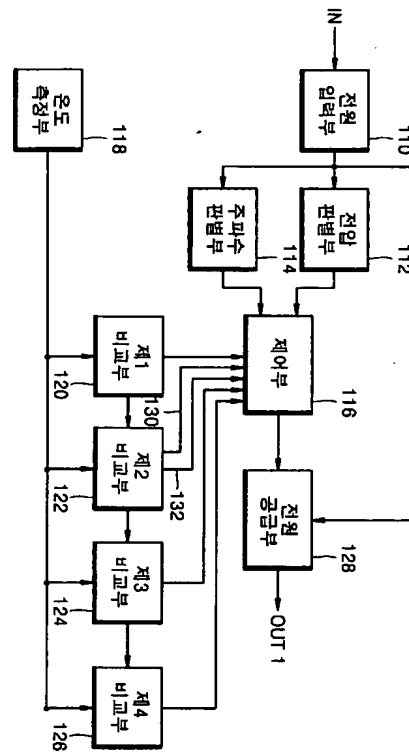 IN
전원
입력부
110
전압
판별부
112
주파수
판별부
114
제어부
116
전원
공급부
128
OUT 1
온도
측정부
118
제1
비교부
120
130
제2
비교부
122
132
제3
비교부
124
제4
비교부
126